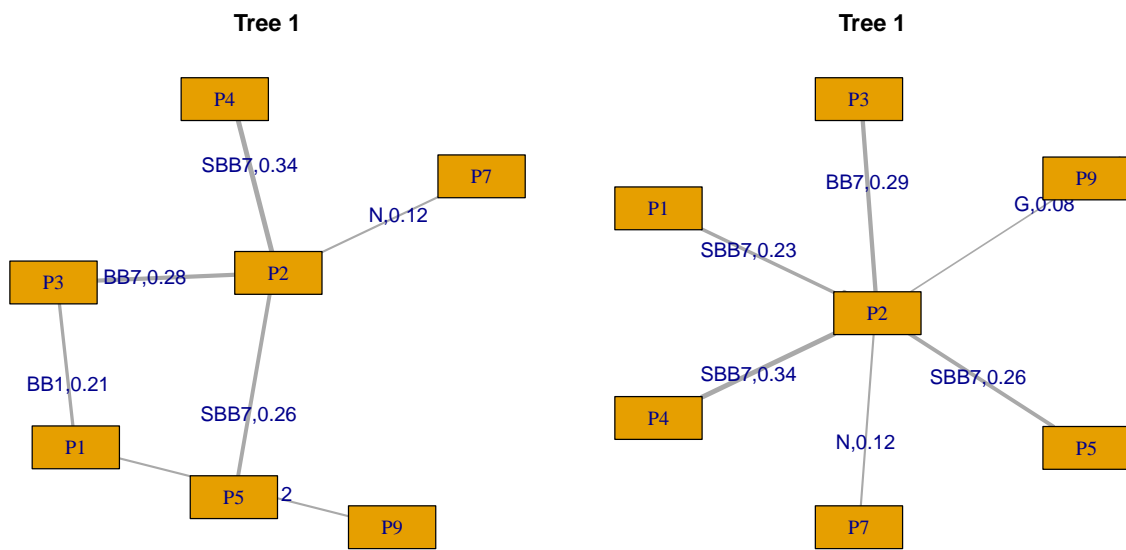 Tree 1
P4
SBB7,0.34
P7
N,0.12
P2
P3
BB7,0.28
BB1,0.21
SBB7,0.26
P1
P5
2
P9
Tree 1
P3
BB7,0.29
P9
G,0.08
P1
SBB7,0.23
P2
SBB7,0.34
SBB7,0.26
P4
N,0.12
P5
P7